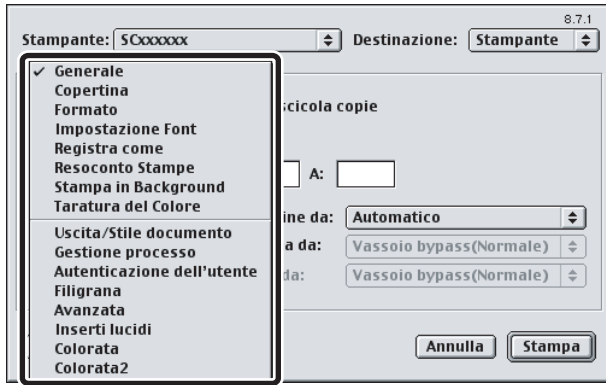 8.7.1
Stampante: SCxxxxxx Destinazione: Stampante
✓ Generale
Copertina
Formato
Impostazione Font
Registra come
Resoconto Stampe
Stampa in Background
Taratura del Colore
Uscita/Stile documento
Gestione processo
Autenticazione dell'utente
Filigrana
Avanzata
Inserti lucidi
Colorata
Colorata2
scicola copie
A:
ine da: Automatico
a da: Vassoio bypass(Normale)
da: Vassoio bypass(Normale)
Annulla Stampa